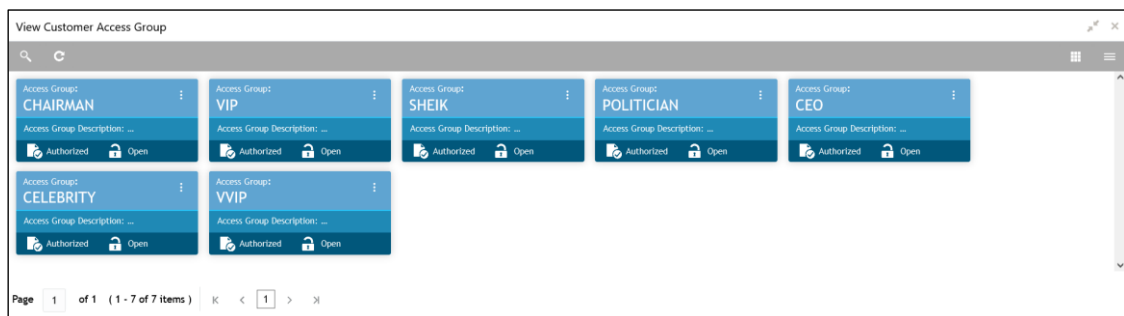 View Customer Access Group
Access Group:
CHAIRMAN
Access Group Description: ...
Authorized Open
Access Group:
VIP
Access Group Description: ...
Authorized Open
Access Group:
SHEIK
Access Group Description: ...
Authorized Open
Access Group:
POLITICIAN
Access Group Description: ...
Authorized Open
Access Group:
CEO
Access Group Description: ...
Authorized Open
Access Group:
CELEBRITY
Access Group Description: ...
Authorized Open
Access Group:
VVIP
Access Group Description: ...
Authorized Open
Page 1 of 1 ( 1 - 7 of 7 items ) 1